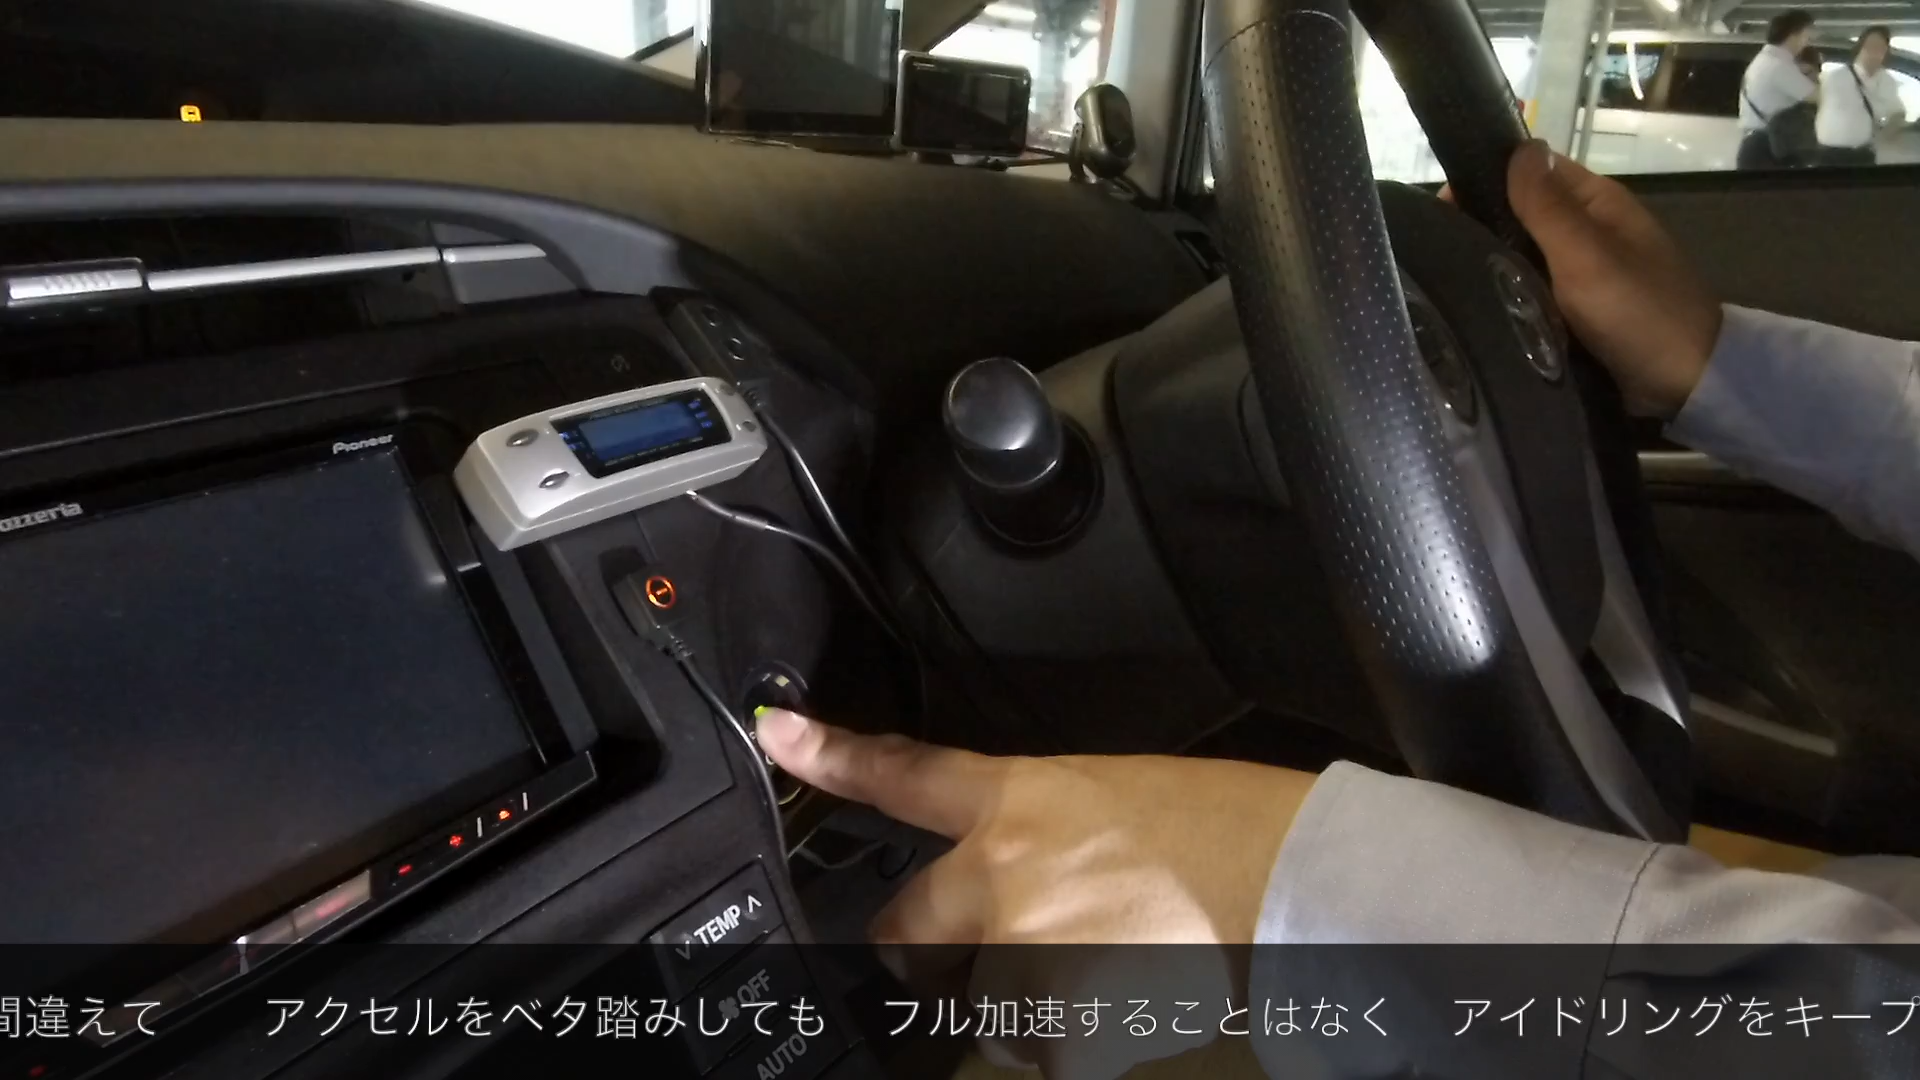 Pioneer
ozzeria
TEMP
OFF
AUTO
間違えて　　アクセルをベタ踏みしても　フル加速することはなく　アイドリングをキープ